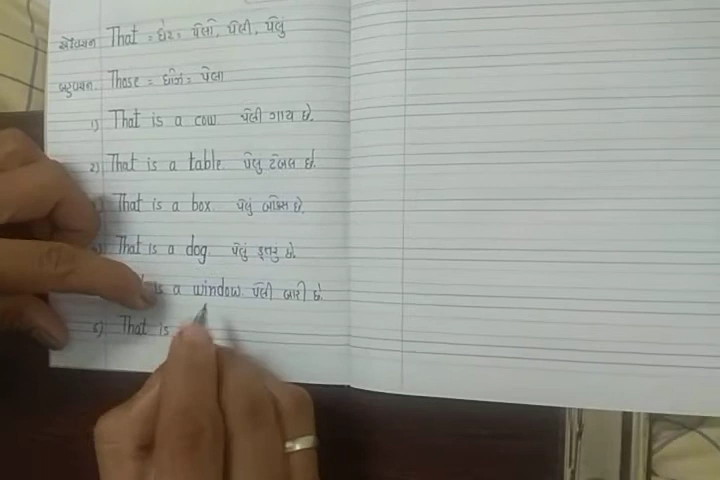 એકવચન That = ધેટ = પેલો, પેલી, પેલુ
બહુવચન. Those = ધોઝ = પેલા
1) That is a cow. પેલી ગાય છે.
2) That is a table. પેલુ ટેબલ છે.
That is a box. પેલું બોક્સ છે.
That is a dog. પેલું કુતરુ છે.
is a window. પેલી બારી છે.
That is